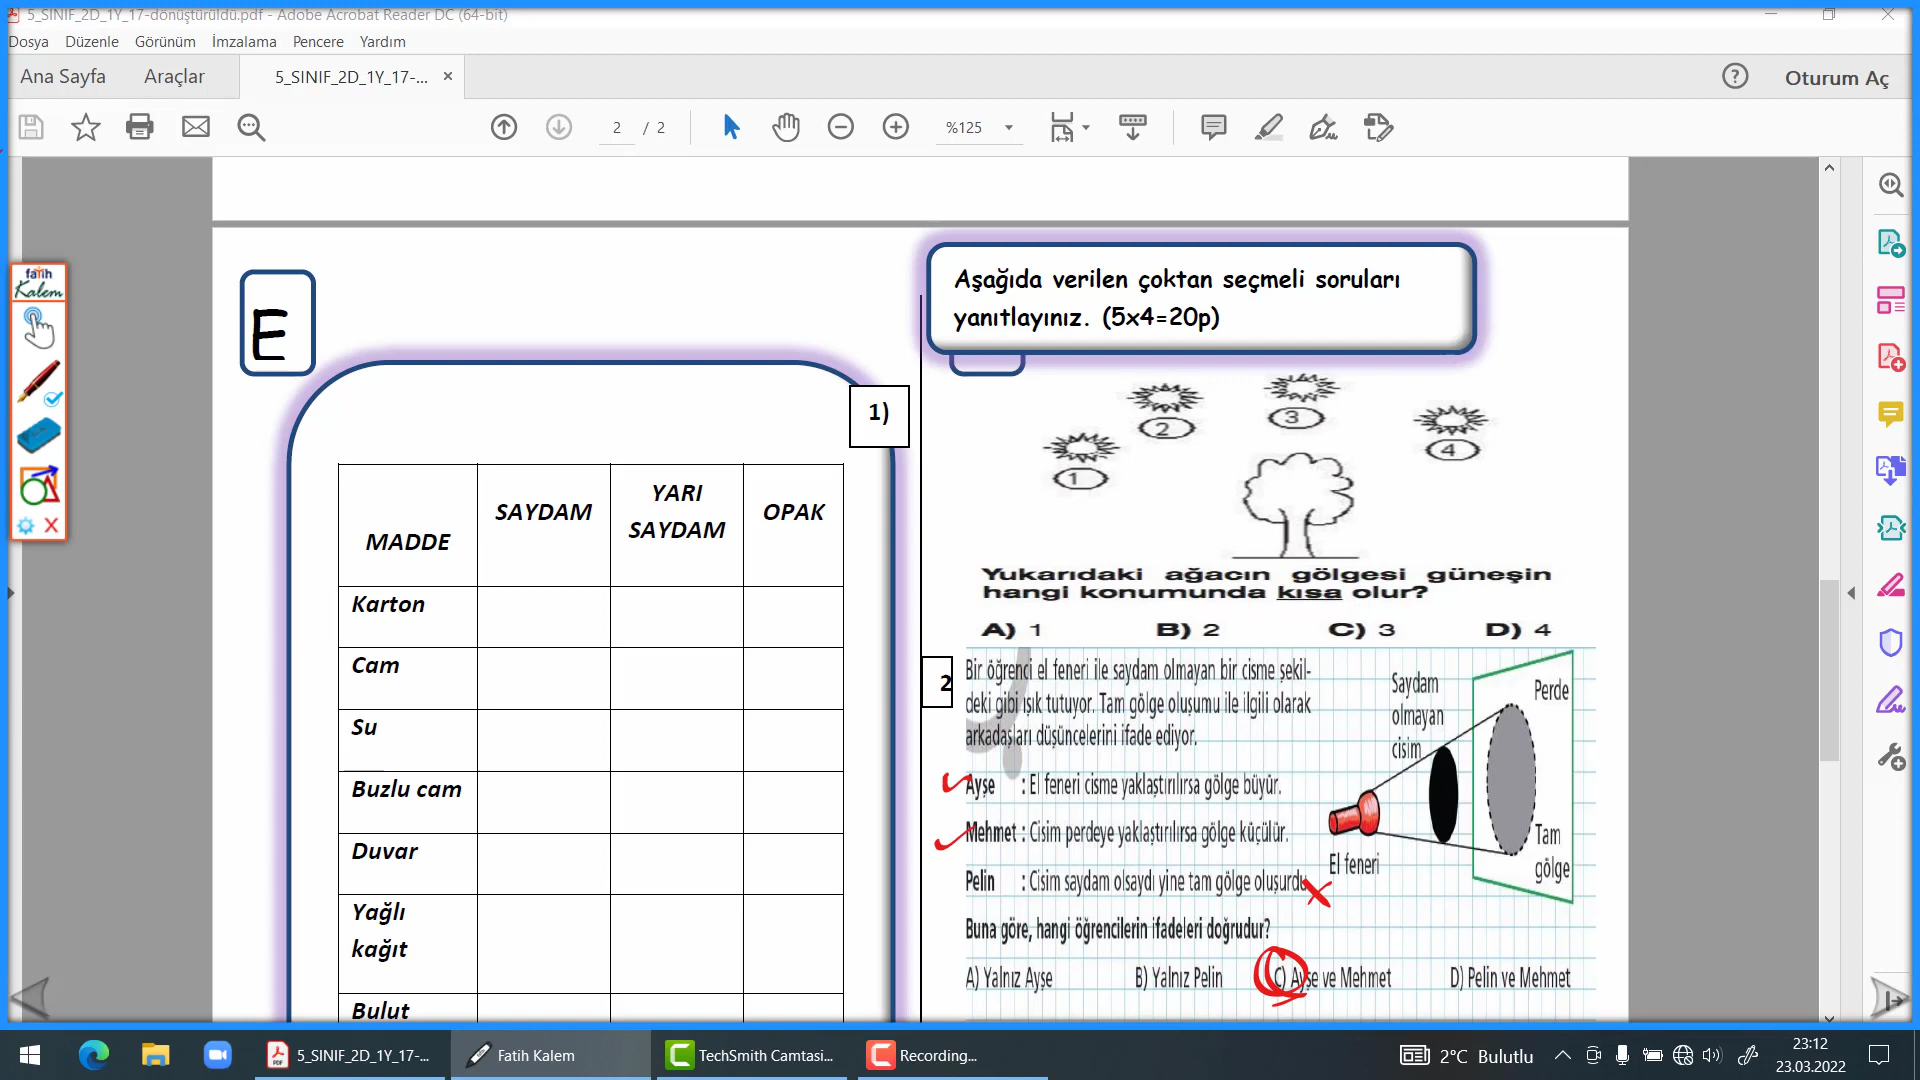 5_SINIF_2D_1Y_17-dönüştürüldü.pdf - Adobe Acrobat Reader DC (64-bit)
Dosya Düzenle Görünüm İmzalama Pencere Yardım
Ana Sayfa Araçlar 5_SINIF_2D_1Y_17-... × Oturum Aç
2 / 2 %125
fatih
Kalem
E
MADDE SAYDAM YARI SAYDAM OPAK
Karton
Cam
Su
Buzlu cam
Duvar
Yağlı
kağıt
Bulut
Aşağıda verilen çoktan seçmeli soruları
yanıtlayınız. (5x4=20p)
1)
1 2 3 4
Yukarıdaki ağacın gölgesi güneşin
hangi konumunda kısa olur?
A) 1 B) 2 C) 3 D) 4
2
Bir öğrenci el feneri ile saydam olmayan bir cisme şekil-
deki gibi ışık tutuyor. Tam gölge oluşumu ile ilgili olarak
arkadaşları düşüncelerini ifade ediyor.
Ayşe : El feneri cisme yaklaştırılırsa gölge büyür.
Mehmet : Cisim perdeye yaklaştırılırsa gölge küçülür.
Pelin : Cisim saydam olsaydı yine tam gölge oluşurdu.
Buna göre, hangi öğrencilerin ifadeleri doğrudur?
A) Yalnız Ayşe B) Yalnız Pelin C) Ayşe ve Mehmet D) Pelin ve Mehmet
Saydam
olmayan
cisim
Perde
El feneri
Tam
gölge
5_SINIF_2D_1Y_17-... Fatih Kalem TechSmith Camtasi... Recording... 2°C Bulutlu 23:12
23.03.2022